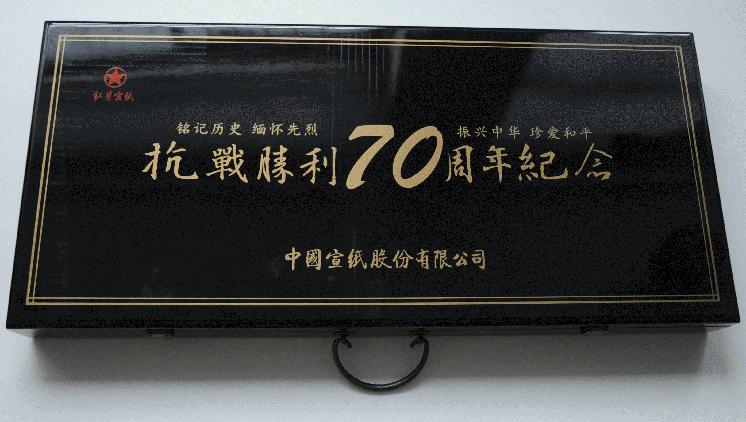 红星宣纸
铭记历史 缅怀先烈 振兴中华 珍爱和平
抗戰勝利70周年紀念
中國宣纸股份有限公司